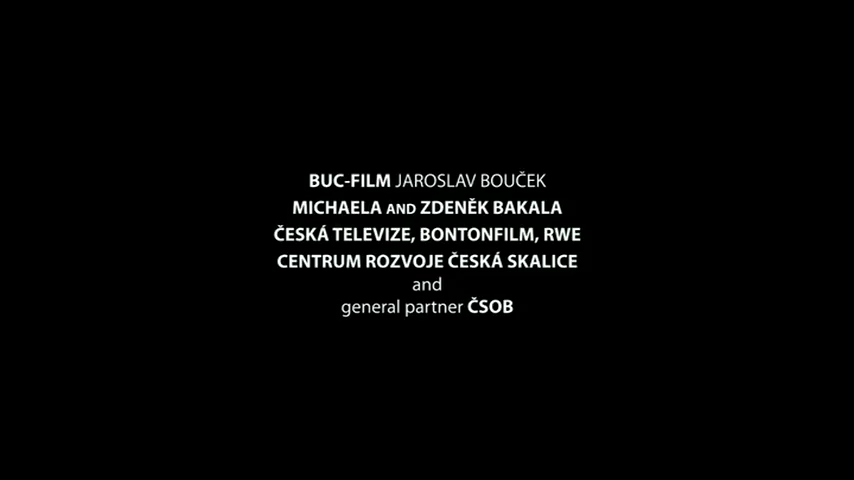 BUC-FILM JAROSLAV BOUČEK
MICHAELA AND ZDENĚK BAKALA
ČESKÁ TELEVIZE, BONTONFILM, RWE
CENTRUM ROZVOJE ČESKÁ SKALICE
and
general partner ČSOB